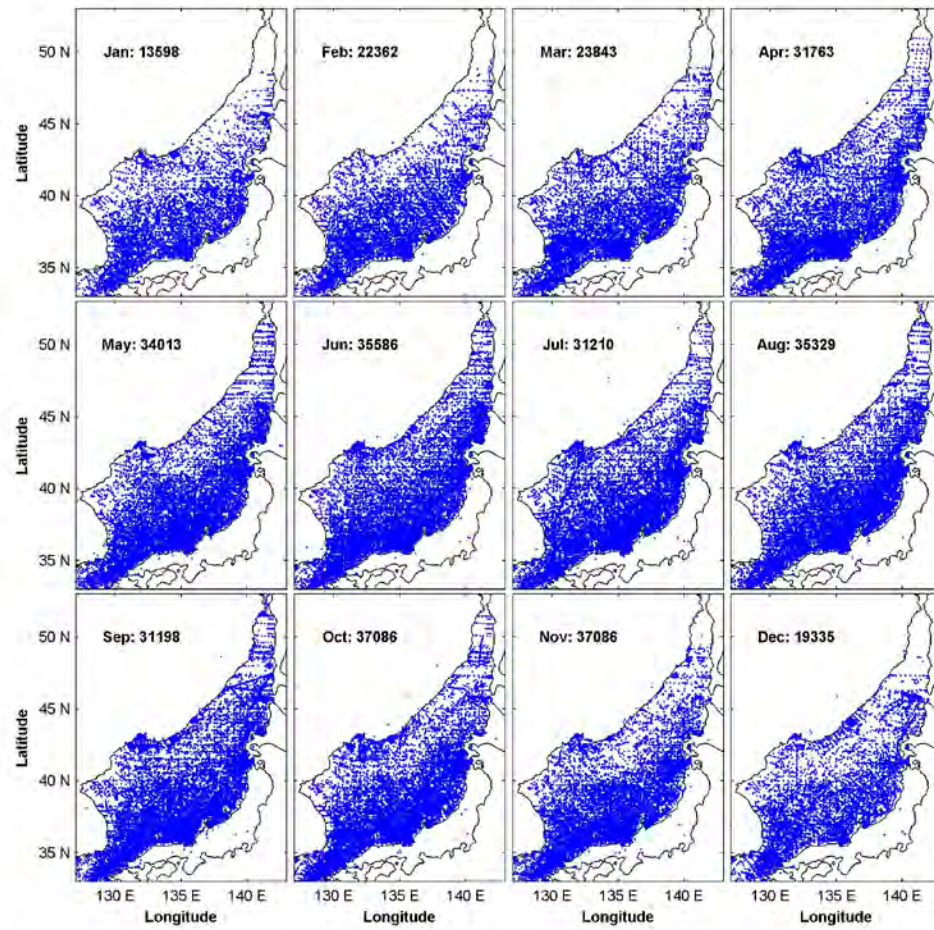 Jan: 13598
Feb: 22362
Mar: 23843
Apr: 31763
50 N
45 N
40 N
35 N
Latitude
May: 34013
Jun: 35586
Jul: 31210
Aug: 35329
50 N
45 N
40 N
35 N
Latitude
Sep: 31198
Oct: 37086
Nov: 37086
Dec: 19335
50 N
45 N
40 N
35 N
Latitude
130 E 135 E 140 E
130 E 135 E 140 E
130 E 135 E 140 E
130 E 135 E 140 E
Longitude
Longitude
Longitude
Longitude